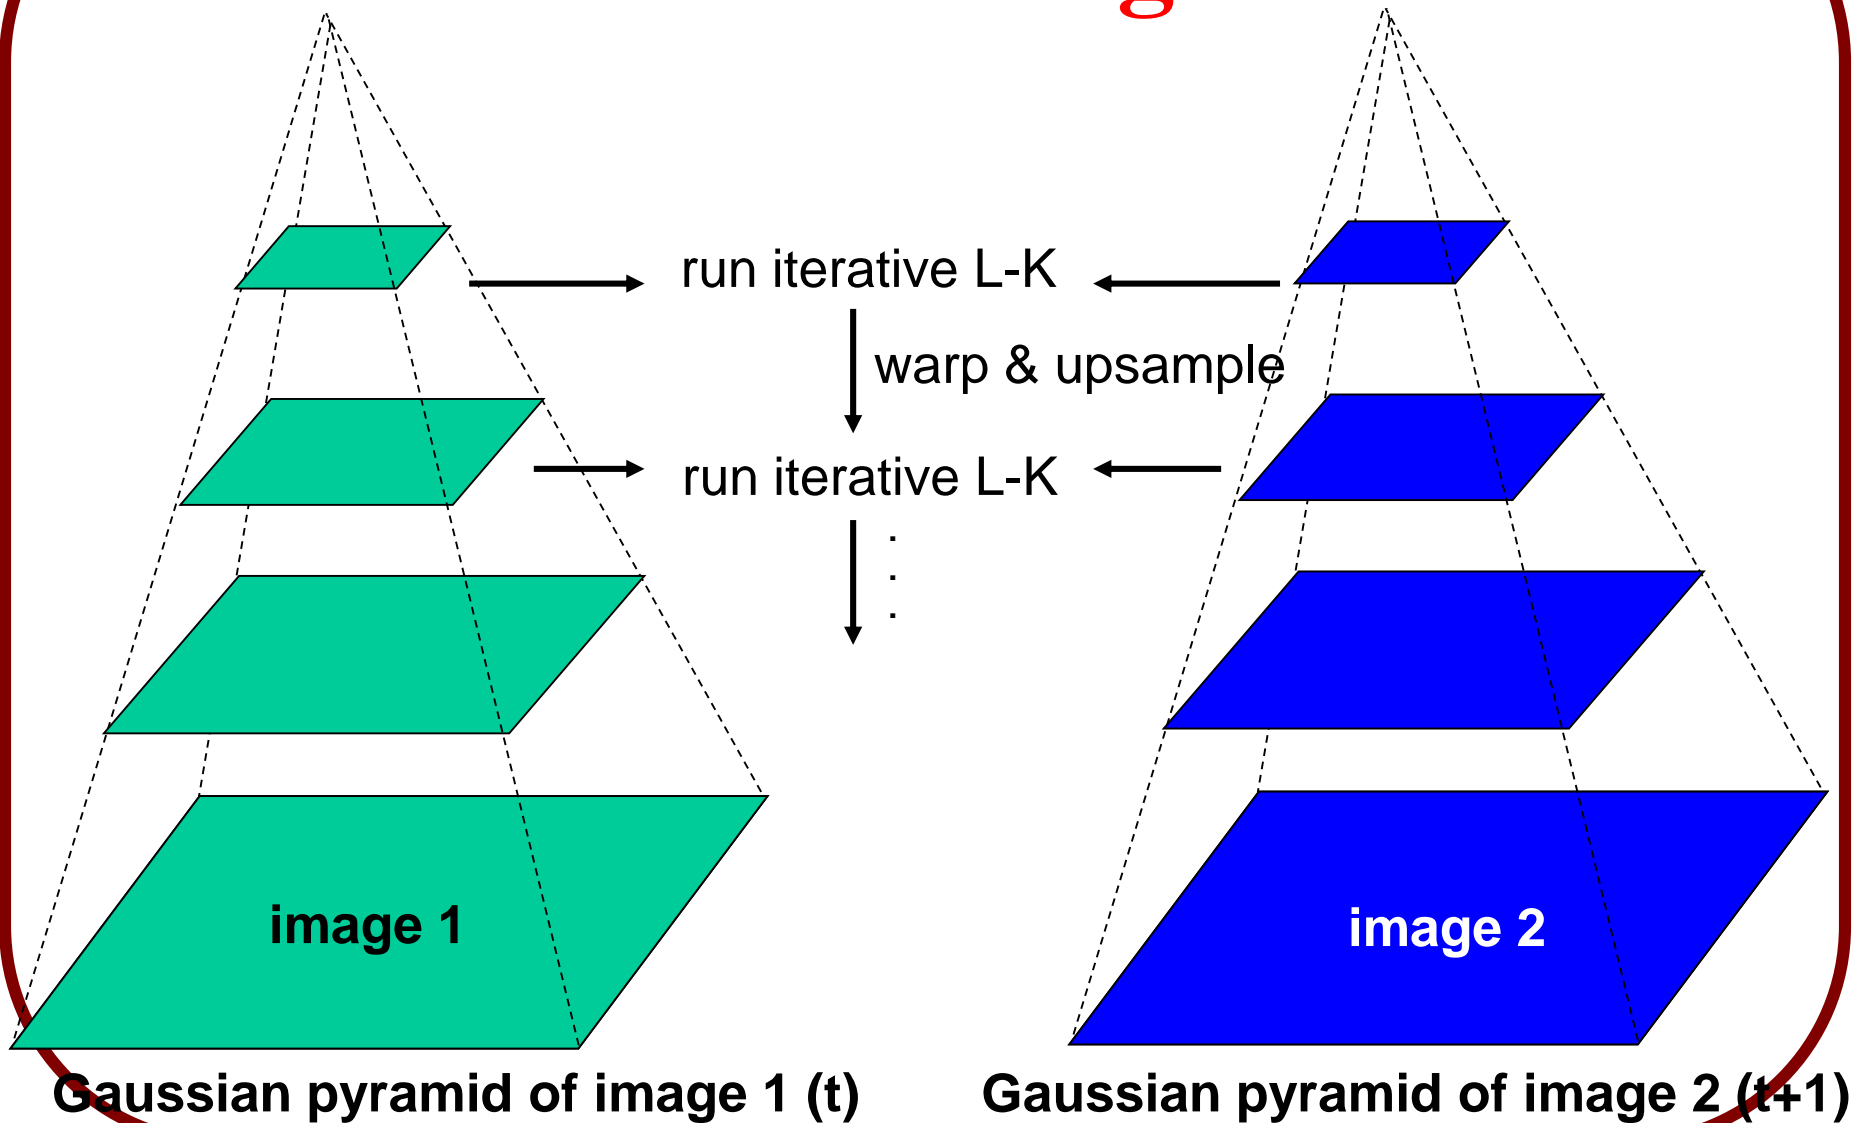 run iterative L-K
warp & upsample
run iterative L-K
.
.
.
image 1
image 2
Gaussian pyramid of image 1 (t)
Gaussian pyramid of image 2 (t+1)